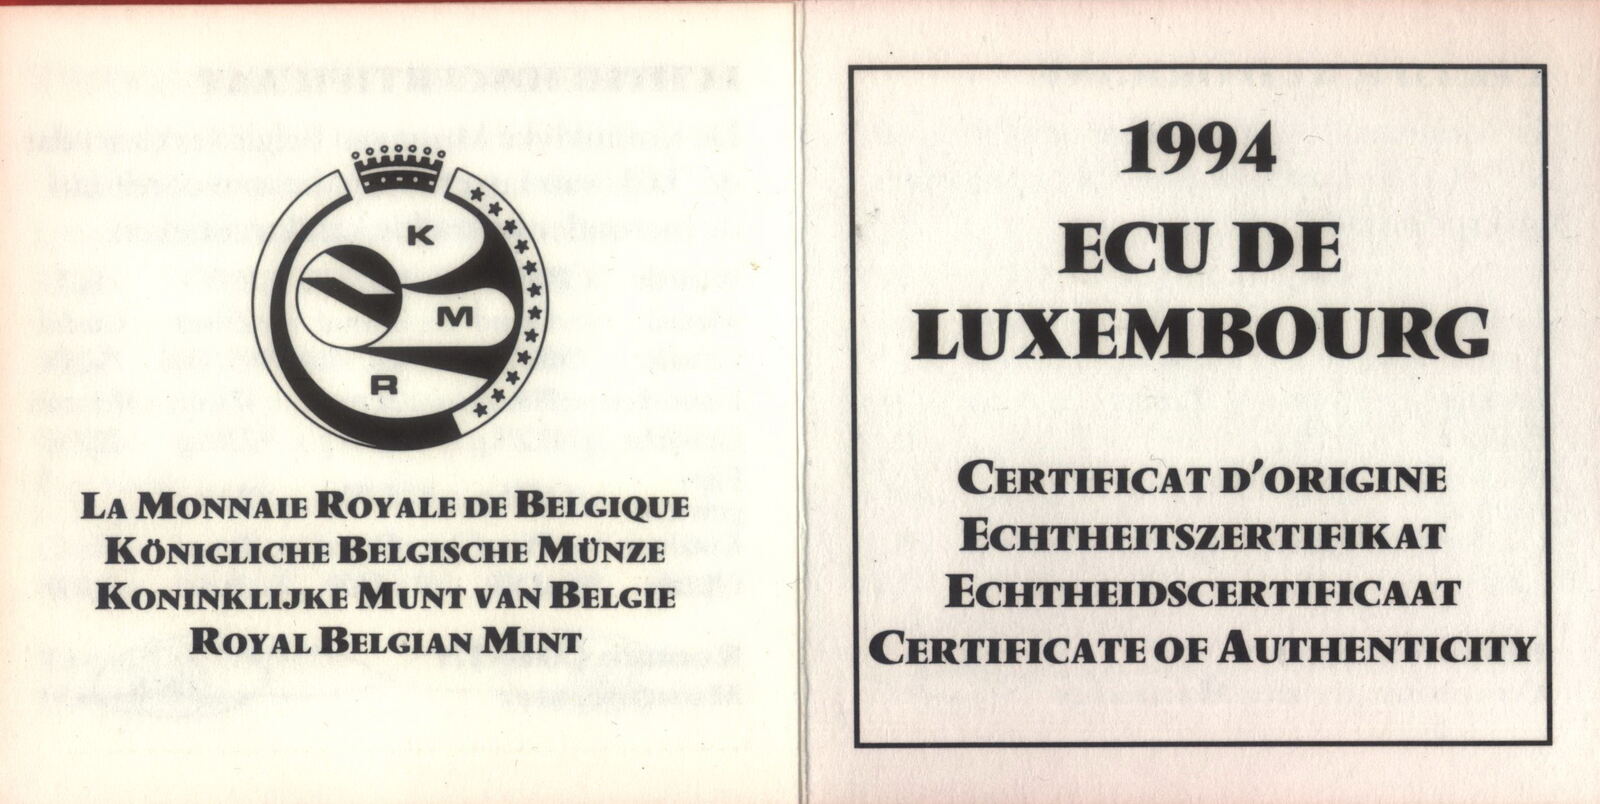 K
M
R
LA MONNAIE ROYALE DE BELGIQUE
KÖNIGLICHE BELGISCHE MÜNZE
KONINKLIJKE MUNT VAN BELGIE
ROYAL BELGIAN MINT
1994
ECU DE
LUXEMBOURG
CERTIFICAT D'ORIGINE
ECHTHEITSZERTIFIKAT
ECHTHEIDSCERTIFICAAT
CERTIFICATE OF AUTHENTICITY